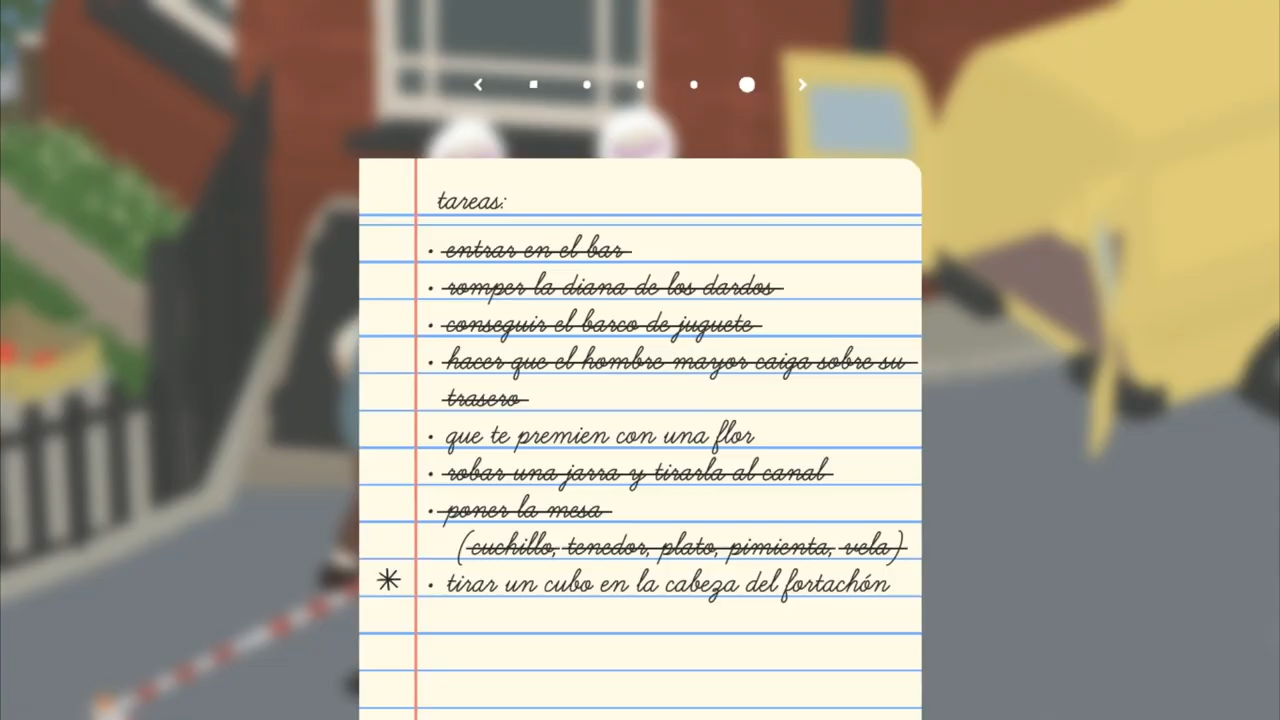 tareas:
· entrar en el bar
· romper la diana de los dardos
· conseguir el barco de juguete
· hacer que el hombre mayor caiga sobre su
trasero
· que te premien con una flor
· robar una jarra y tirarla al canal
· poner la mesa
(cuchillo, tenedor, plato, pimienta, vela)
· tirar un cubo en la cabeza del fortachón